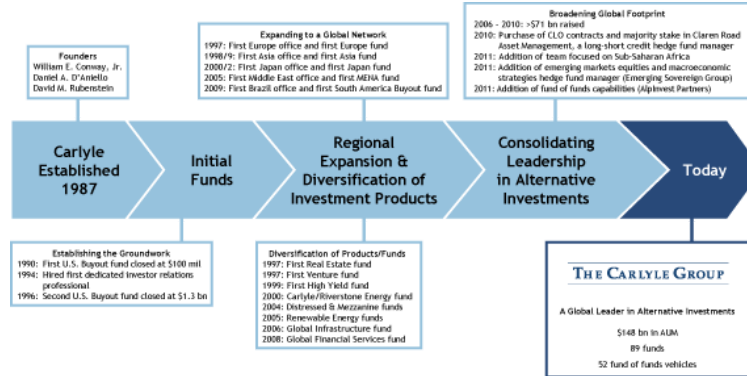 Founders
William E. Conway, Jr.
Daniel A. D'Aniello
David M. Rubenstein
Expanding to a Global Network
1997: First Europe office and first Europe fund
1998/9: First Asia office and first Asia fund
2000/2: First Japan office and first Japan fund
2005: First Middle East office and first MENA fund
2009: First Brazil office and first South America Buyout fund
Broadening Global Footprint
2006 - 2010: >$71 bn raised
2010: Purchase of CLO contracts and majority stake in Claren Road
Asset Management, a long-short credit hedge fund manager
2011: Addition of team focused on Sub-Saharan Africa
2011: Addition of emerging markets equities and macroeconomic
strategies hedge fund manager (Emerging Sovereign Group)
2011: Addition of fund of funds capabilities (AlpInvest Partners)
Carlyle
Established
1987
Initial
Funds
Regional
Expansion &
Diversification of
Investment Products
Consolidating
Leadership
in Alternative
Investments
Today
Establishing the Groundwork
1990: First U.S. Buyout fund closed at $100 mil
1994: Hired first dedicated investor relations
professional
1996: Second U.S. Buyout fund closed at $1.3 bn
Diversification of Products/Funds
1997: First Real Estate fund
1997: First Venture fund
1999: First High Yield fund
2000: Carlyle/Riverstone Energy fund
2004: Distressed & Mezzanine funds
2005: Renewable Energy funds
2006: Global Infrastructure fund
2008: Global Financial Services fund
THE CARLYLE GROUP
A Global Leader in Alternative Investments
$148 bn in AUM
89 funds
52 fund of funds vehicles